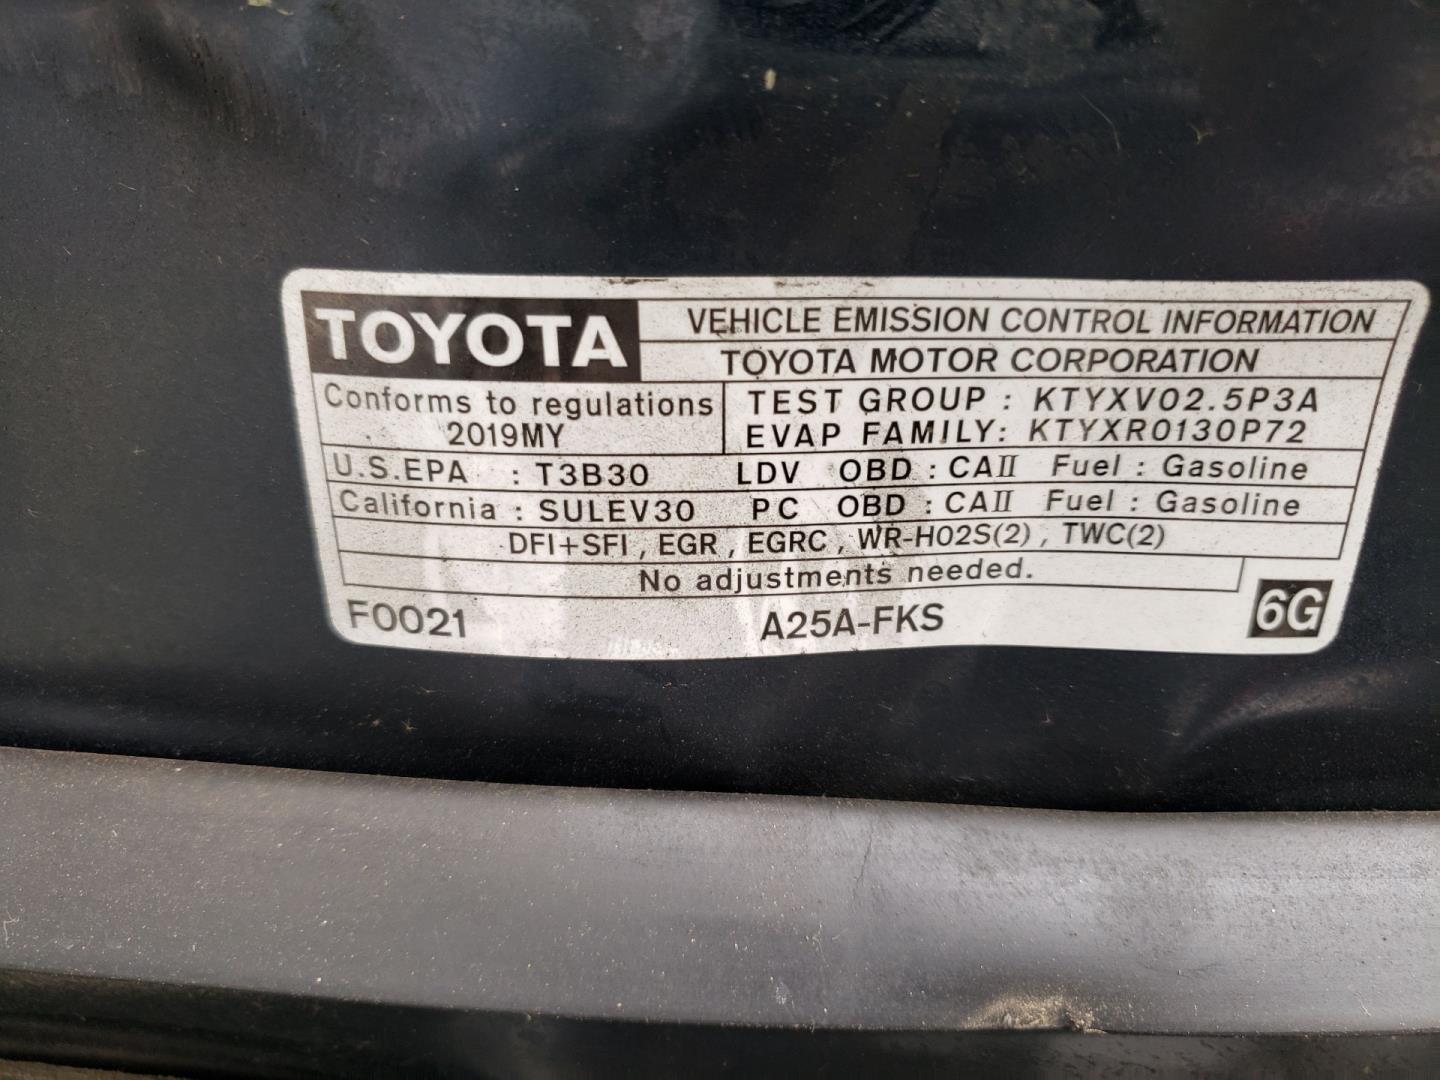 TOYOTA VEHICLE EMISSION CONTROL INFORMATION
TOYOTA MOTOR CORPORATION
Conforms to regulations
2019MY
TEST GROUP : KTYXV02.5P3A
EVAP FAMILY: KTYXR0130P72
U.S.EPA : T3B30 LDV OBD : CAII Fuel : Gasoline
California : SULEV30 PC OBD : CAII Fuel : Gasoline
DFI+SFI , EGR , EGRC , WR-HO2S(2) , TWC(2)
No adjustments needed.
F0021 A25A-FKS 6G